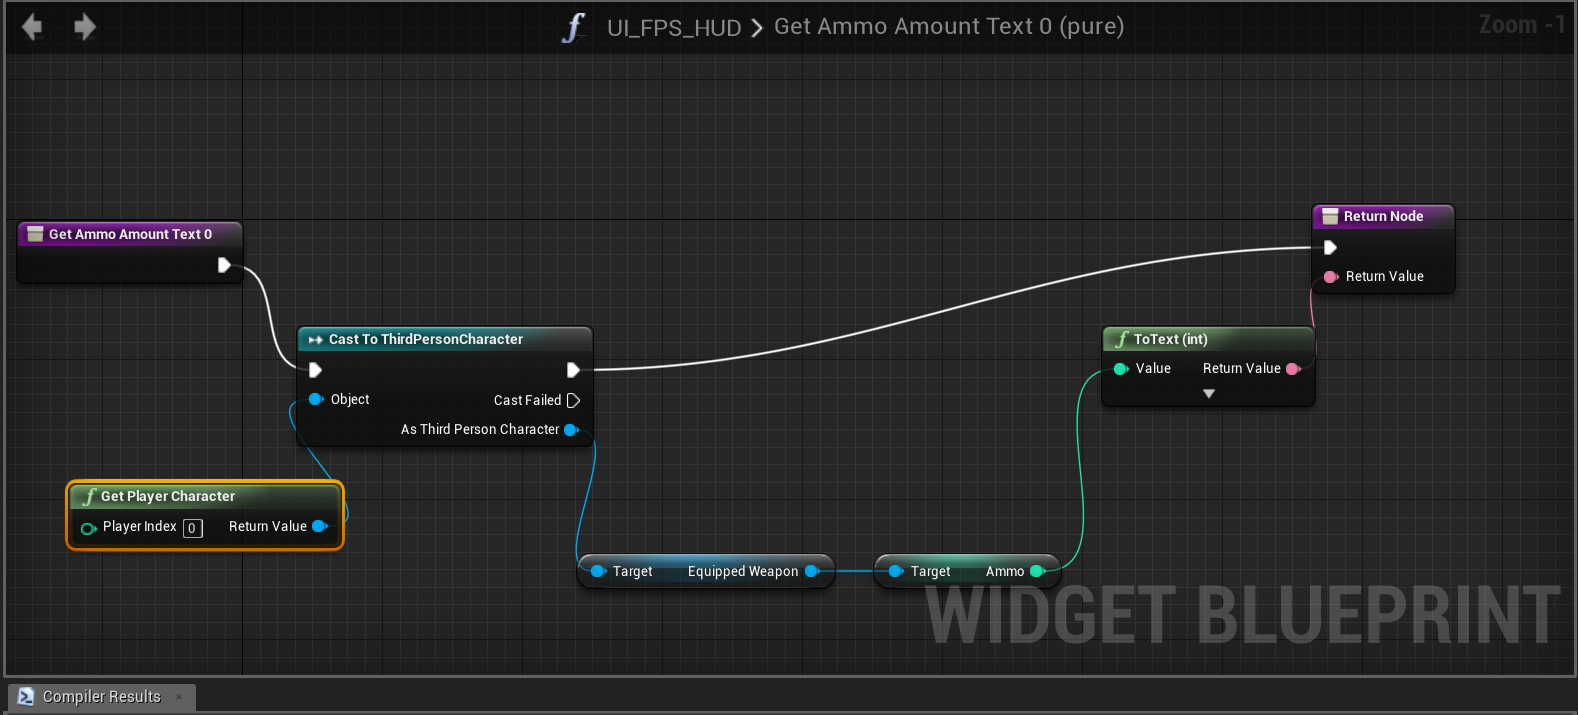 UI_FPS_HUD > Get Ammo Amount Text 0 (pure)
Zoom -1
Get Ammo Amount Text 0
Return Node
Return Value
Cast To ThirdPersonCharacter
Object
Cast Failed
As Third Person Character
ToText (int)
Value Return Value
Get Player Character
Player Index 0 Return Value
Target Equipped Weapon
Target Ammo
WIDGET BLUEPRINT
Compiler Results